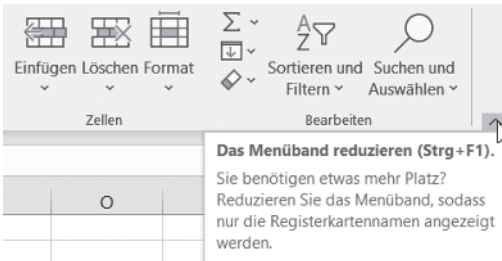 Einfügen Löschen Format
Sortieren und
Filtern
Suchen und
Auswählen
Zellen
Bearbeiten
O
Das Menüband reduzieren (Strg+F1).
Sie benötigen etwas mehr Platz?
Reduzieren Sie das Menüband, sodass
nur die Registerkartennamen angezeigt
werden.